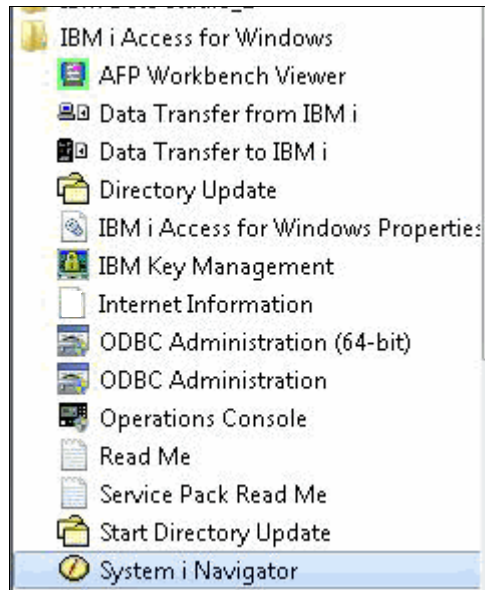 IBM i Access for Windows
AFP Workbench Viewer
Data Transfer from IBM i
Data Transfer to IBM i
Directory Update
IBM i Access for Windows Properties
IBM Key Management
Internet Information
ODBC Administration (64-bit)
ODBC Administration
Operations Console
Read Me
Service Pack Read Me
Start Directory Update
System i Navigator